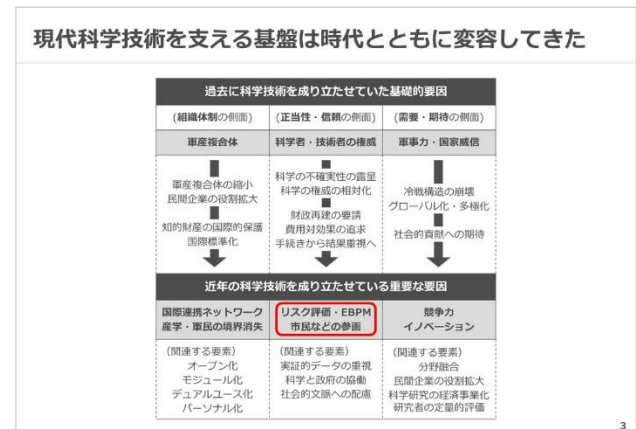 現代科学技術を支える基盤は時代とともに変容してきた
過去に科学技術を成り立たせていた基礎的要因
(組織体制の側面)
(正当性・信頼の側面)
(需要・期待の側面)
軍産複合体
科学者・技術者の権威
軍事力・国家威信
軍産複合体の縮小
民間企業の役割拡大
知的財産の国際的保護
国際標準化
科学の不確実性の露呈
科学の権威の相対化
財政再建の要請
費用対効果の追求
手続きから結果重視へ
冷戦構造の崩壊
グローバル化・多極化
社会的貢献への期待
近年の科学技術を成り立たせている重要な要因
国際連携ネットワーク
産学・軍民の境界消失
リスク評価・EBPM
市民などの参画
競争力
イノベーション
(関連する要素)
オープン化
モジュール化
デュアルユース化
パーソナル化
(関連する要素)
実証的データの重視
科学と政府の協働
社会的文脈への配慮
(関連する要素)
分野融合
民間企業の役割拡大
科学研究の経済事業化
研究者の定量的評価
3